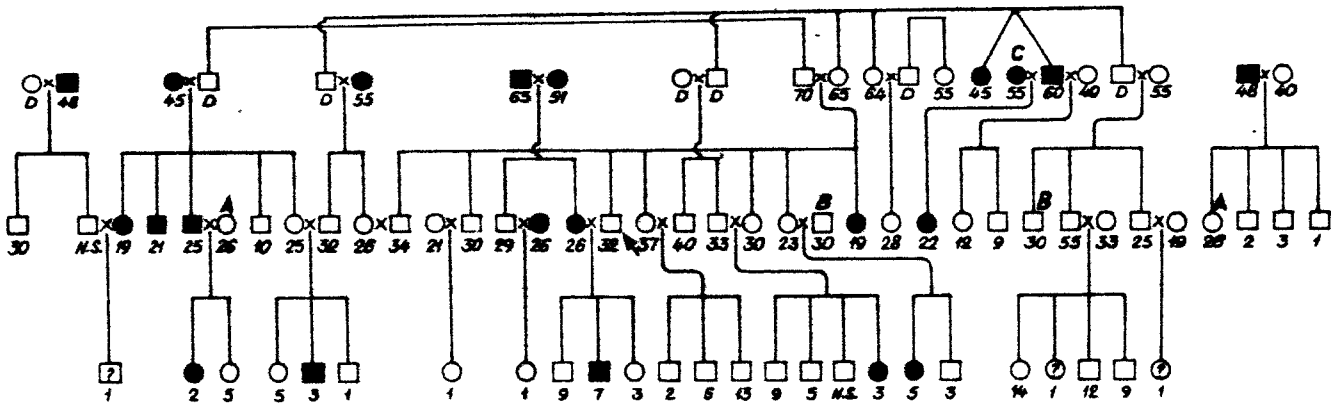 C
D 48 45 D D 55 63 51 D D 70 65 64 D 55 45 55 60 40 D 55 48 40
A B B A
30 N.S. 19 21 25 26 10 25 32 28 34 21 30 29 26 32 37 40 33 30 23 30 19 28 22 12 9 30 55 33 25 19 28 2 3 1
? ? ?
1 2 5 5 3 1 1 1 9 7 3 2 6 13 9 5 N.S. 3 5 3 14 1 12 9 1